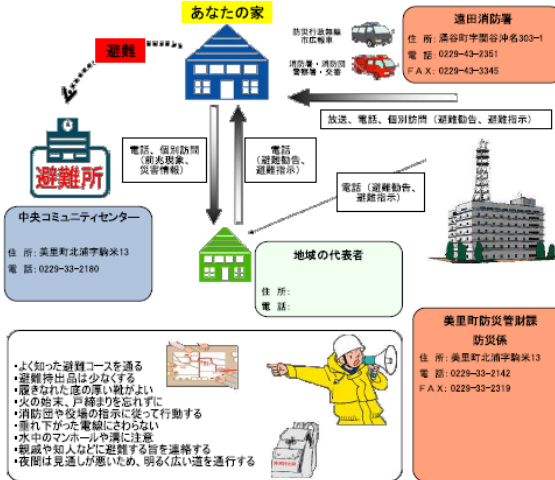 あなたの家
避難
防災行政無線
市広報車
消防署・消防団
警察署・交番
遠田消防署
住 所: 涌谷町字関谷沖名303-1
電 話: 0229-43-2351
FAX: 0229-43-3345
放送、電話、個別訪問（避難勧告、避難指示）
電話、個別訪問
（前兆現象、
災害情報）
電話
（避難勧告、
避難指示）
電話（避難勧告、
避難指示）
避難所
中央コミュニティセンター
住 所: 美里町北浦字駒米13
電 話: 0229-33-2180
地域の代表者
住 所:
電 話:
美里町防災管財課
防災係
住 所: 美里町北浦字駒米13
電 話: 0229-33-2142
FAX: 0229-33-2319
・よく知った避難コースを通る
・避難持出品は少なくする
・履きなれた底の厚い靴がよい
・火の始末、戸締まりを忘れずに
・消防団や役場の指示に従って行動する
・垂れ下がった電線にさわらない
・水中のマンホールや溝に注意
・親戚や知人などに避難する旨を連絡する
・夜間は見通しが悪いため、明るく広い道を通行する